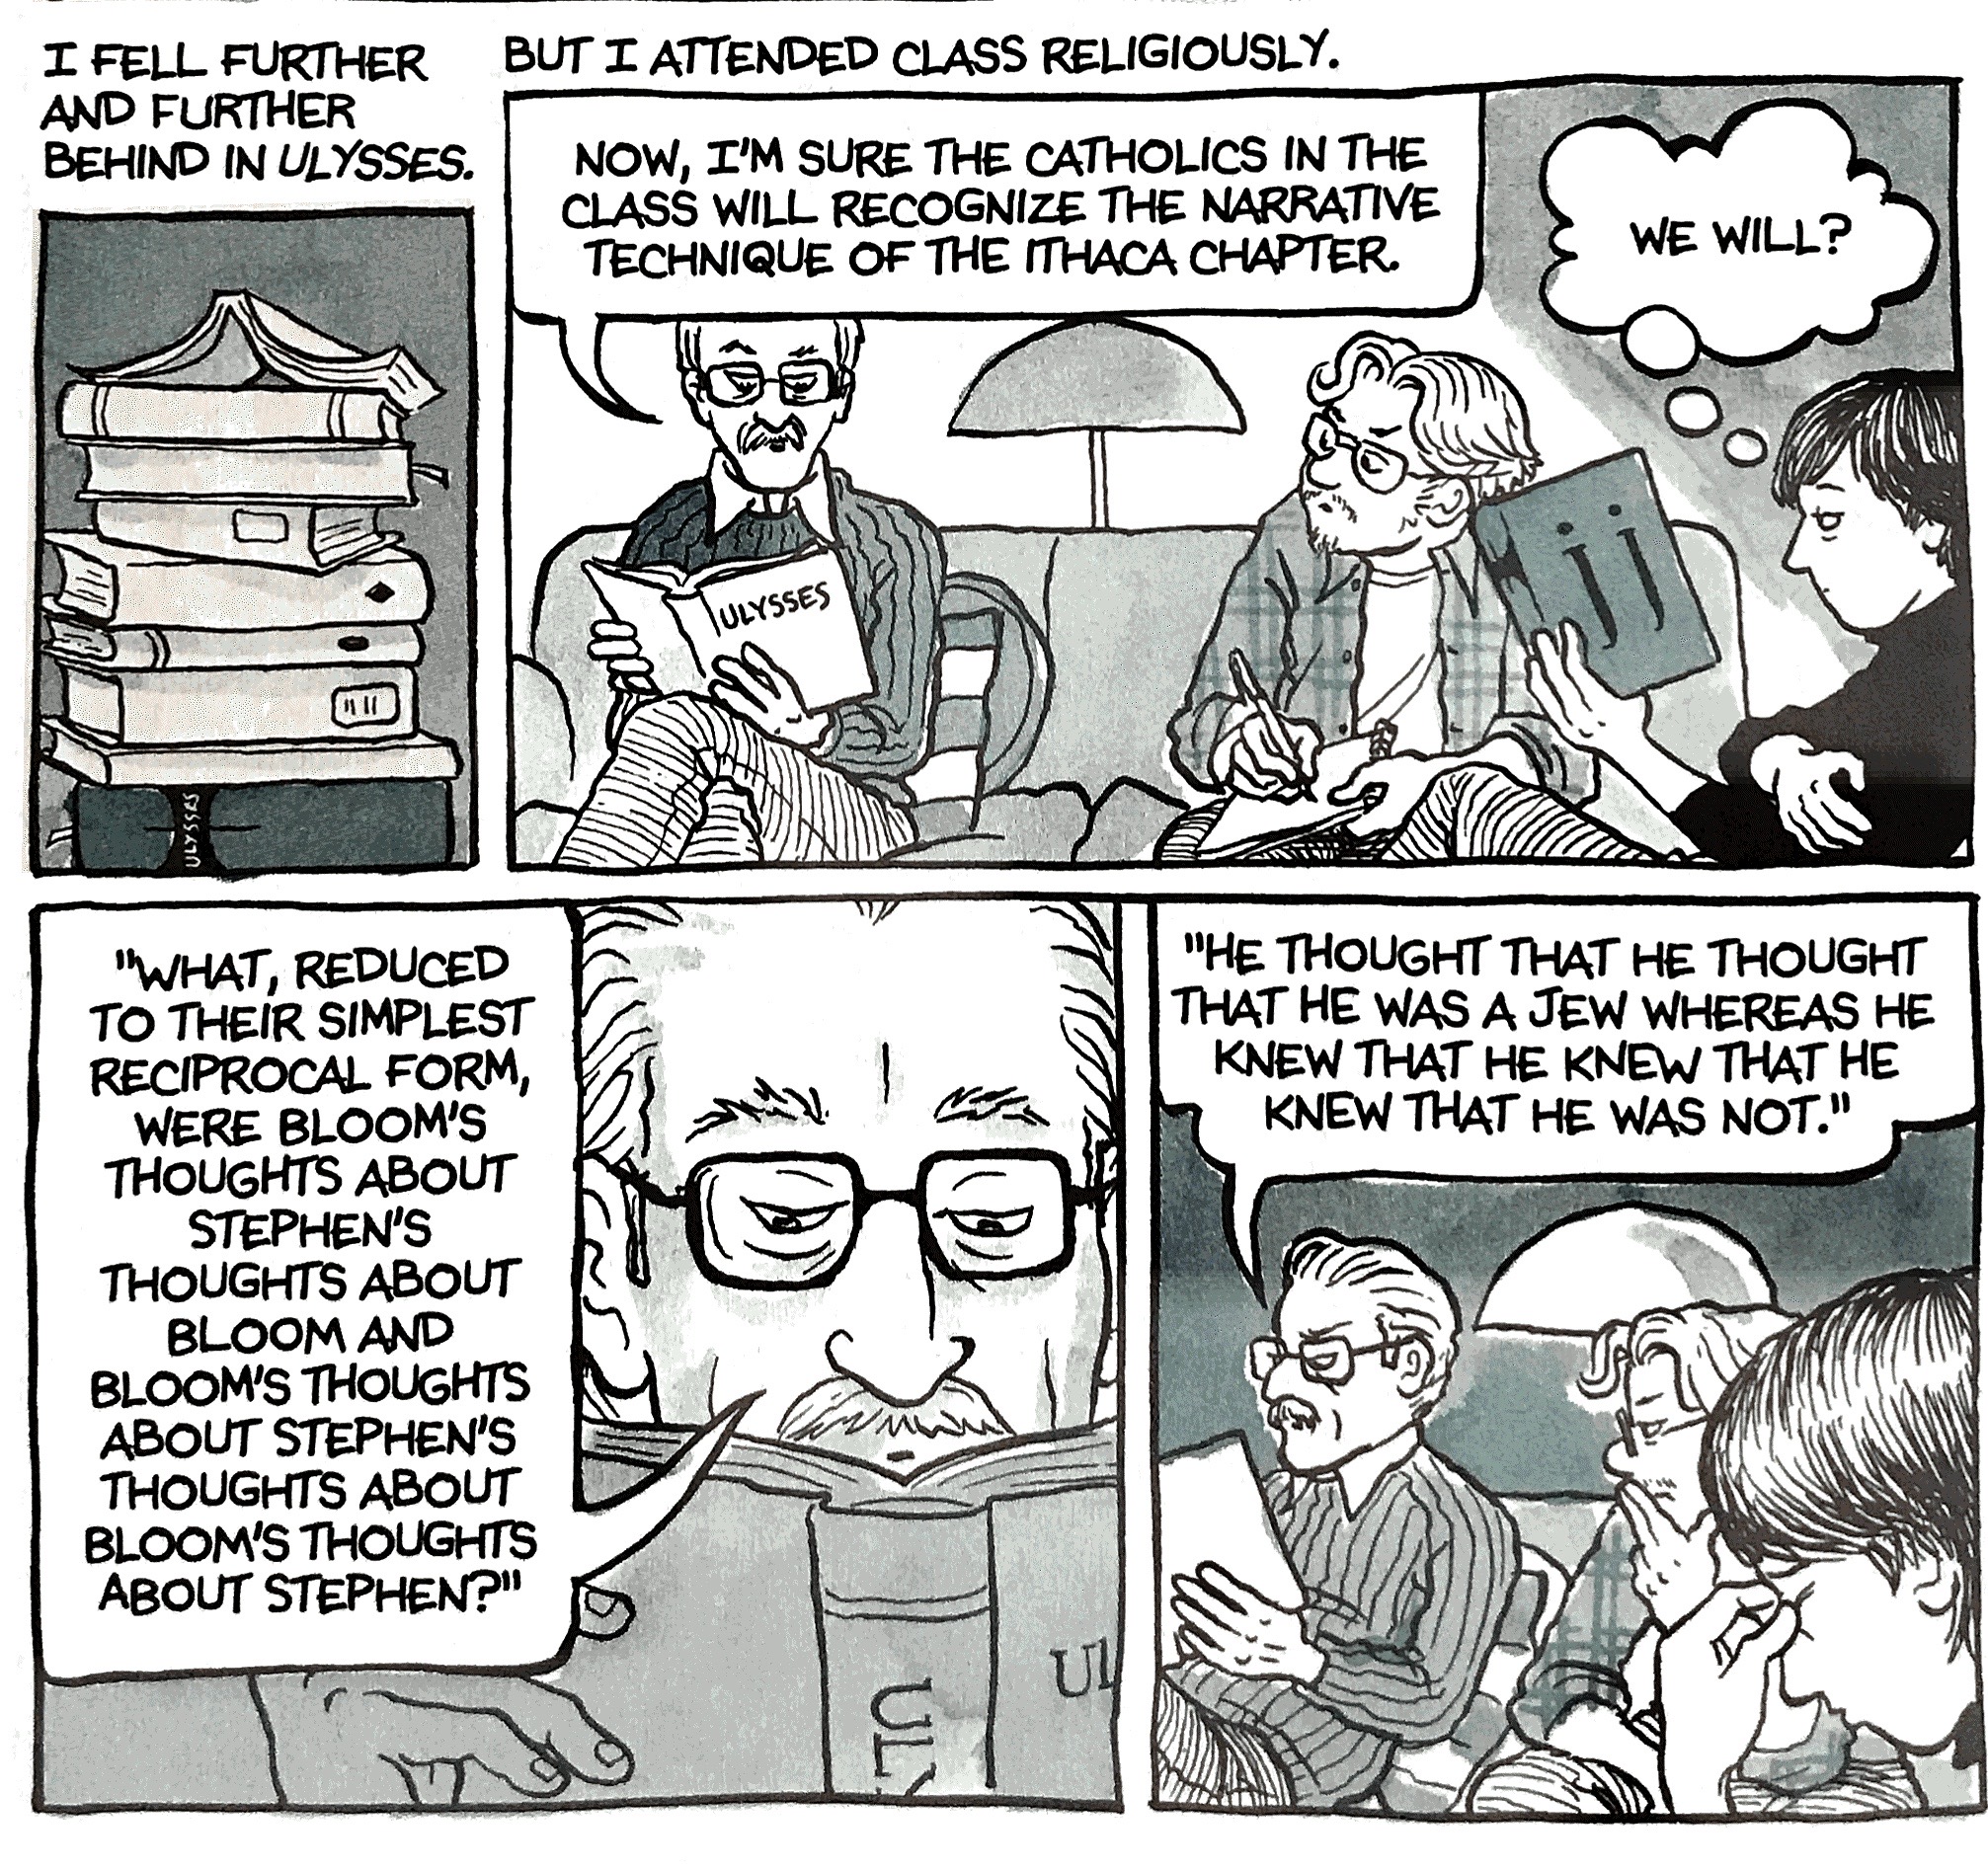 I FELL FURTHER
AND FURTHER
BEHIND IN ULYSSES.
ULYSSES
BUT I ATTENDED CLASS RELIGIOUSLY.
NOW, I'M SURE THE CATHOLICS IN THE
CLASS WILL RECOGNIZE THE NARRATIVE
TECHNIQUE OF THE ITHACA CHAPTER.
WE WILL?
ULYSSES
jj
"WHAT, REDUCED
TO THEIR SIMPLEST
RECIPROCAL FORM,
WERE BLOOM'S
THOUGHTS ABOUT
STEPHEN'S
THOUGHTS ABOUT
BLOOM AND
BLOOM'S THOUGHTS
ABOUT STEPHEN'S
THOUGHTS ABOUT
BLOOM'S THOUGHTS
ABOUT STEPHEN?"
ULY
Ul
"HE THOUGHT THAT HE THOUGHT
THAT HE WAS A JEW WHEREAS HE
KNEW THAT HE KNEW THAT HE
KNEW THAT HE WAS NOT."